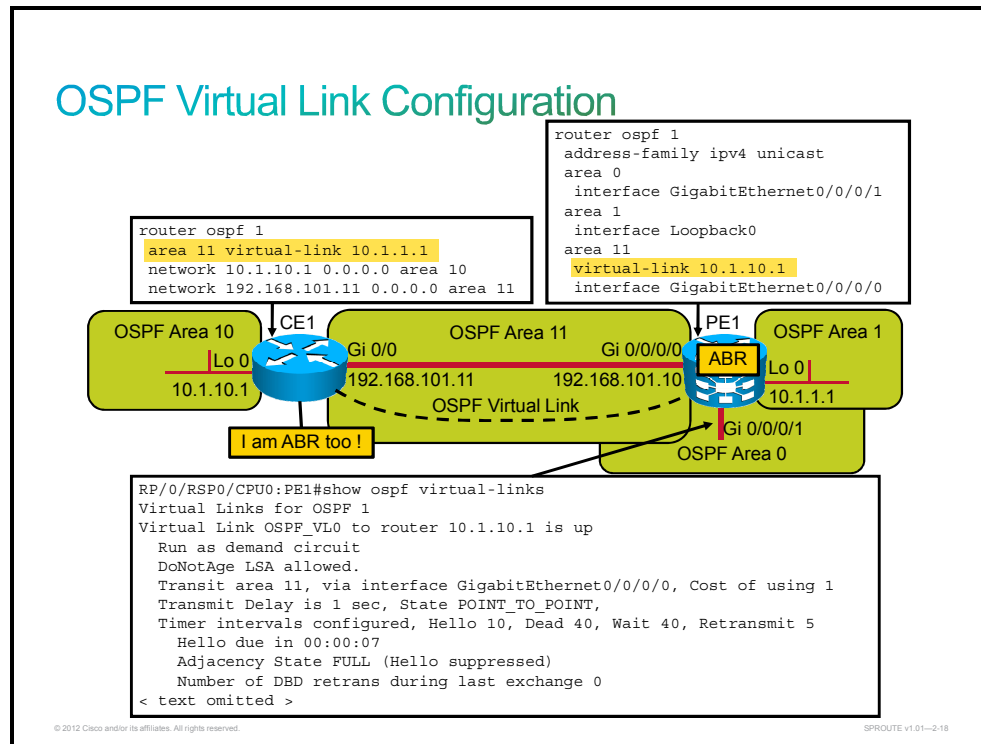 OSPF Virtual Link Configuration
router ospf 1
address-family ipv4 unicast
area 0
interface GigabitEthernet0/0/0/1
area 1
interface Loopback0
area 11
virtual-link 10.1.10.1
interface GigabitEthernet0/0/0/0
router ospf 1
area 11 virtual-link 10.1.1.1
network 10.1.10.1 0.0.0.0 area 10
network 192.168.101.11 0.0.0.0 area 11
OSPF Area 10
CE1
OSPF Area 11
PE1
OSPF Area 1
Lo 0
10.1.10.1
Gi 0/0
192.168.101.11
Gi 0/0/0/0
192.168.101.10
ABR
Lo 0
10.1.1.1
OSPF Virtual Link
I am ABR too !
Gi 0/0/0/1
OSPF Area 0
RP/0/RSP0/CPU0:PE1#show ospf virtual-links
Virtual Links for OSPF 1
Virtual Link OSPF_VL0 to router 10.1.10.1 is up
Run as demand circuit
DoNotAge LSA allowed.
Transit area 11, via interface GigabitEthernet0/0/0/0, Cost of using 1
Transmit Delay is 1 sec, State POINT_TO_POINT,
Timer intervals configured, Hello 10, Dead 40, Wait 40, Retransmit 5
Hello due in 00:00:07
Adjacency State FULL (Hello suppressed)
Number of DBD retrans during last exchange 0
< text omitted >
© 2012 Cisco and/or its affiliates. All rights reserved.
SPROUTE v1.01—2-18